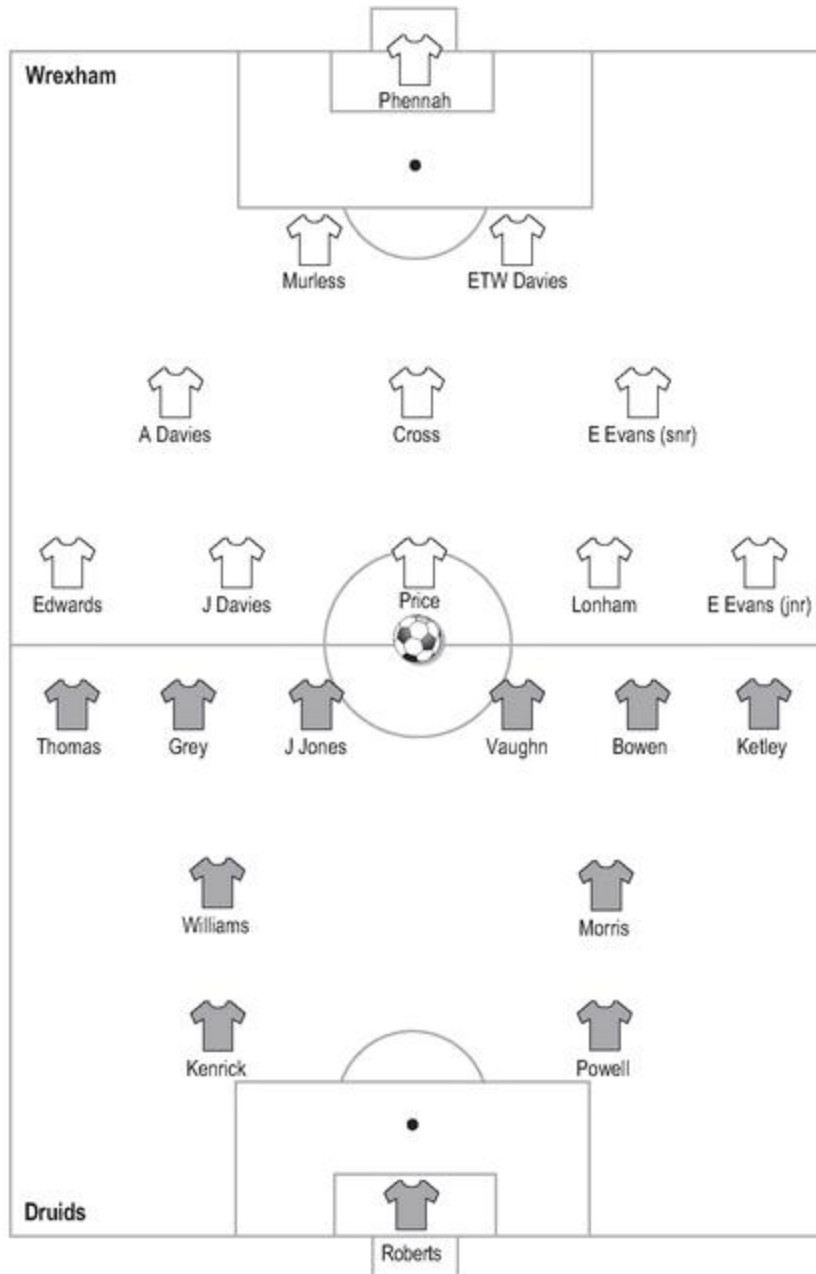 Wrexham
Phennah
Murless ETW Davies
A Davies Cross E Evans (snr)
Edwards J Davies Price Lonham E Evans (jnr)
Thomas Grey J Jones Vaughn Bowen Ketley
Williams Morris
Kenrick Powell
Druids
Roberts